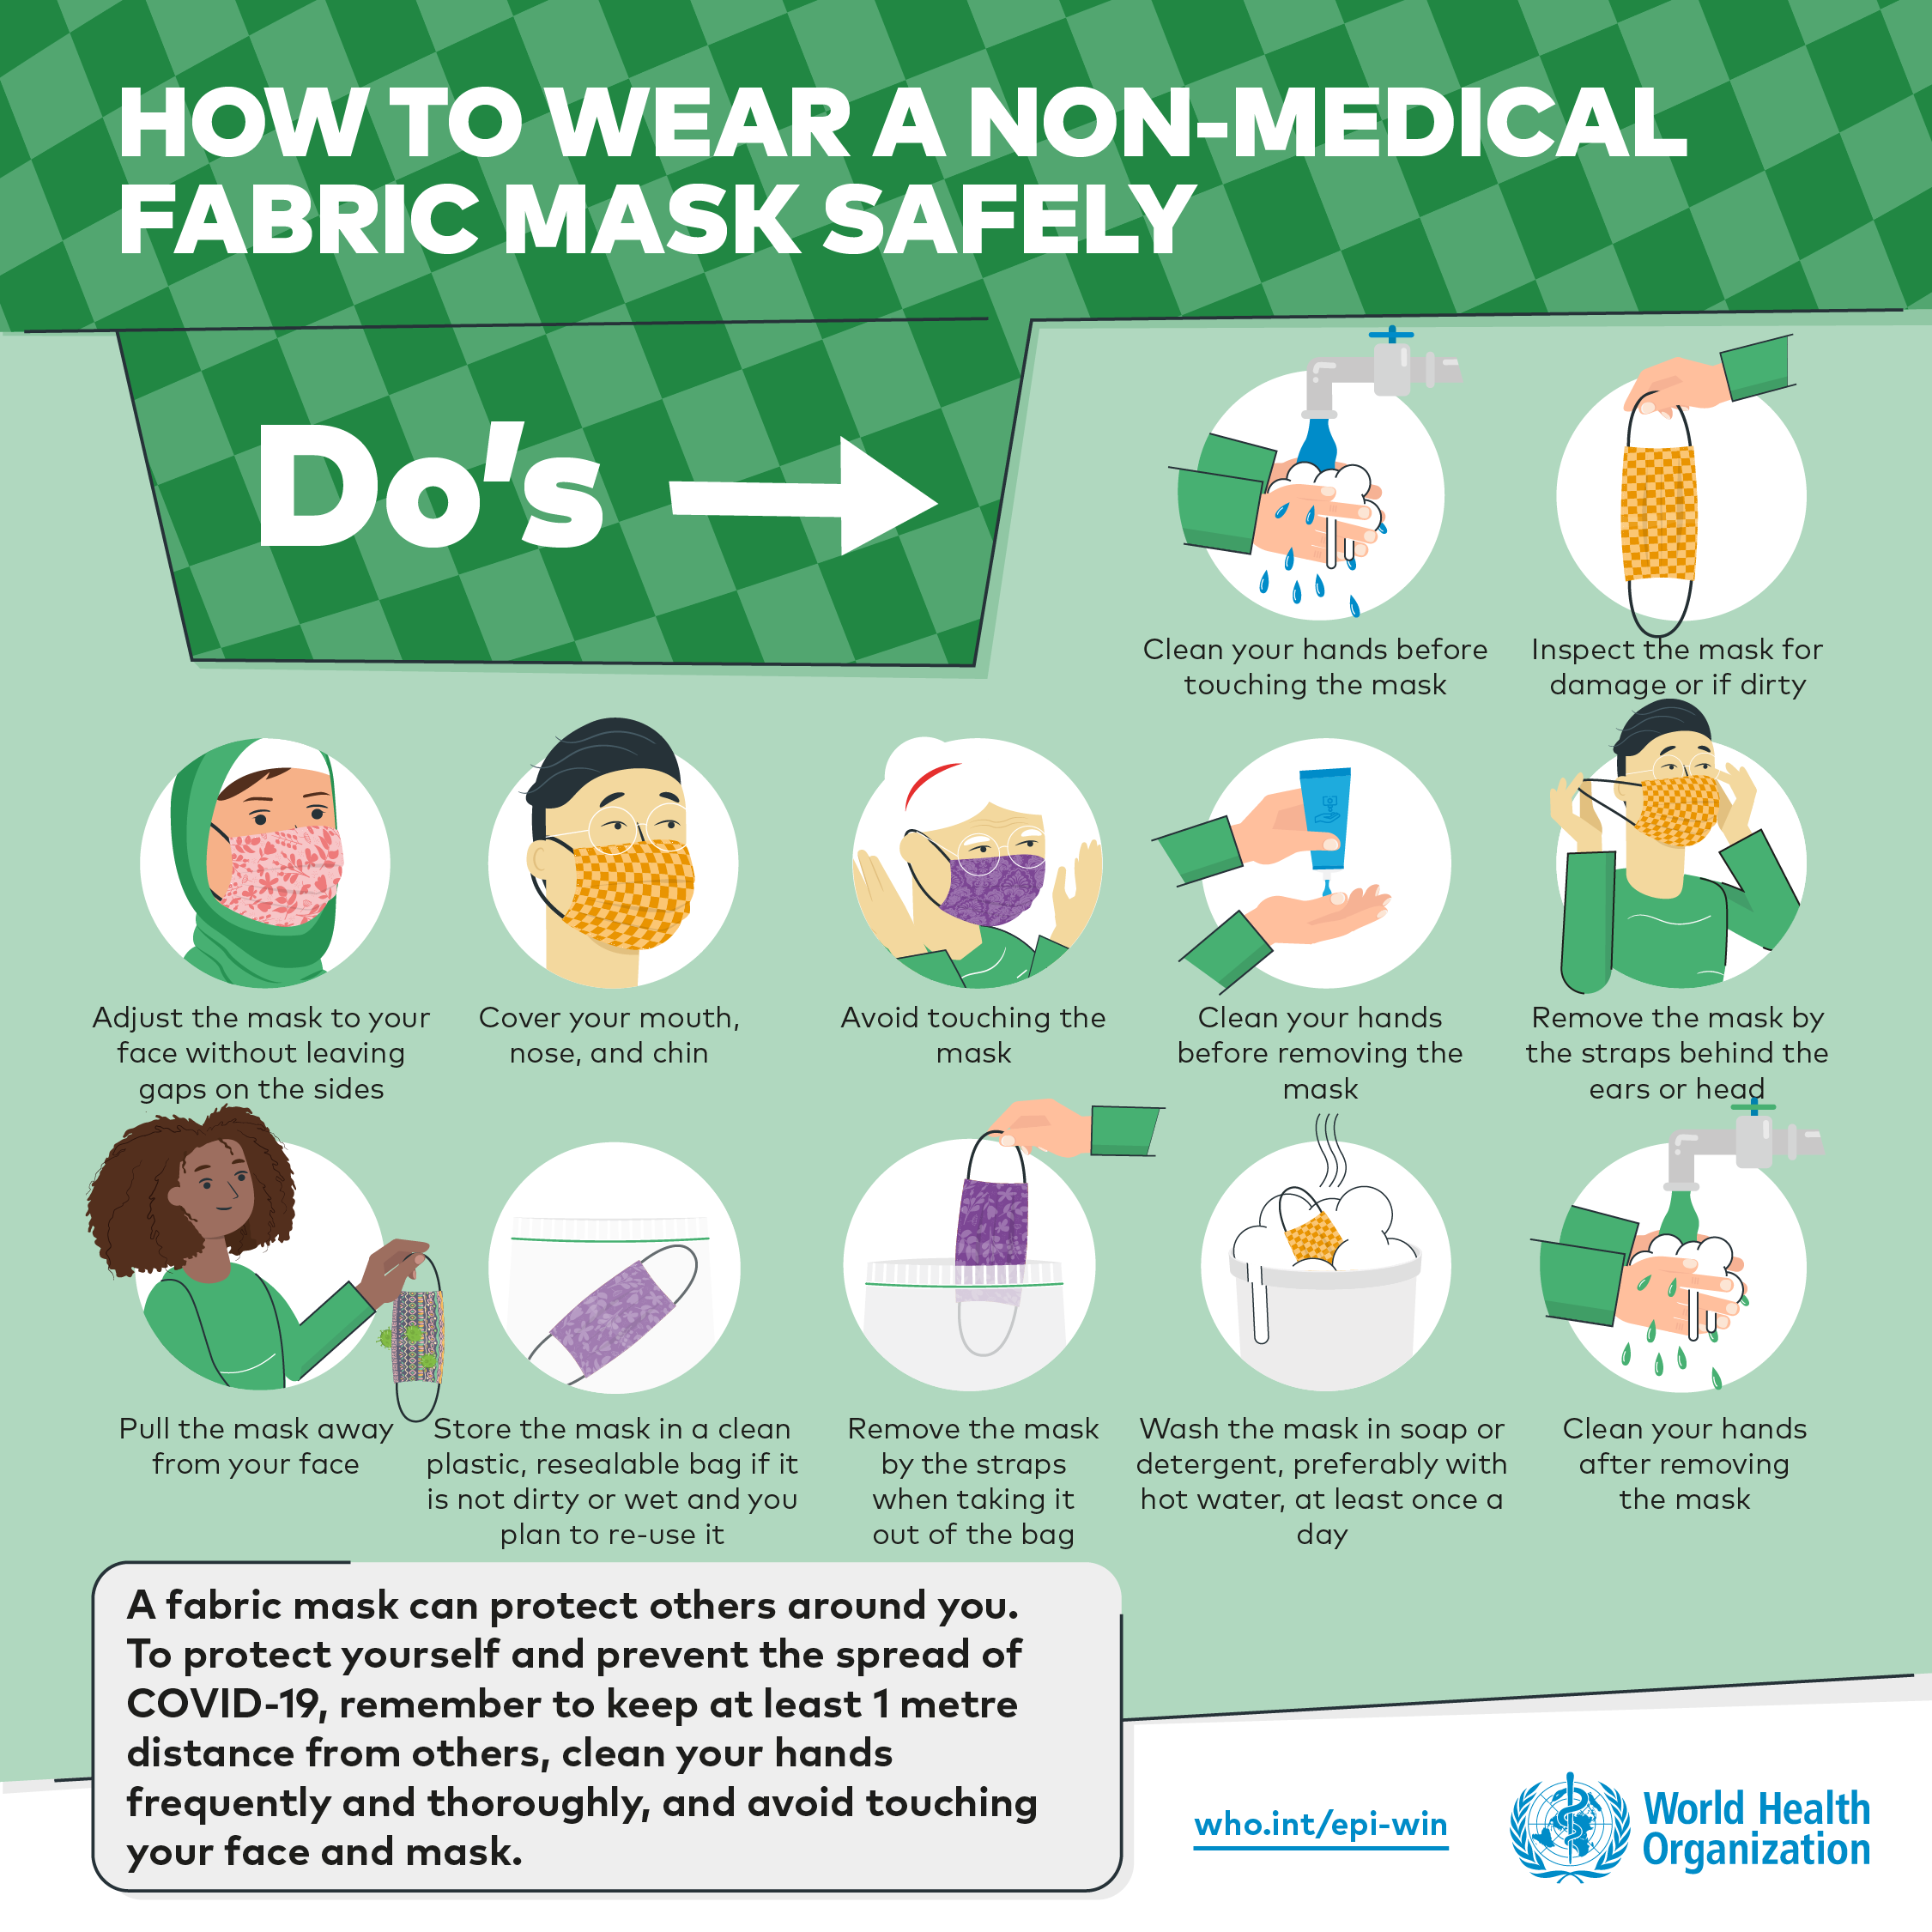 HOW TO WEAR A NON-MEDICAL
FABRIC MASK SAFELY
Do's
Clean your hands before
touching the mask
Inspect the mask for
damage or if dirty
Adjust the mask to your
face without leaving
gaps on the sides
Cover your mouth,
nose, and chin
Avoid touching the
mask
Clean your hands
before removing the
mask
Remove the mask by
the straps behind the
ears or head
Pull the mask away
from your face
Store the mask in a clean
plastic, resealable bag if it
is not dirty or wet and you
plan to re-use it
Remove the mask
by the straps
when taking it
out of the bag
Wash the mask in soap or
detergent, preferably with
hot water, at least once a
day
Clean your hands
after removing
the mask
A fabric mask can protect others around you.
To protect yourself and prevent the spread of
COVID-19, remember to keep at least 1 metre
distance from others, clean your hands
frequently and thoroughly, and avoid touching
your face and mask.
who.int/epi-win
World Health
Organization